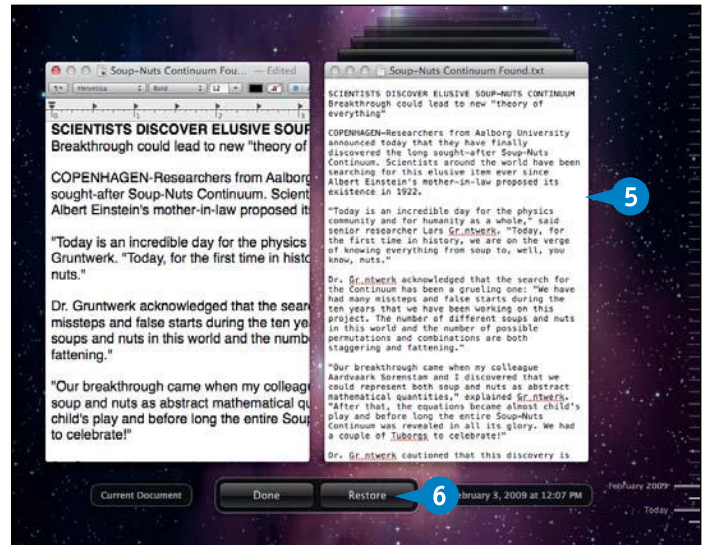 Soup-Nuts Continuum Fou... — Edited
Helvetica Bold 12 B
0 1 2 3
SCIENTISTS DISCOVER ELUSIVE SOUP
Breakthrough could lead to new "theory of
COPENHAGEN-Researchers from Aalborg
sought-after Soup-Nuts Continuum. Scient
Albert Einstein's mother-in-law proposed its
"Today is an incredible day for the physics
Gruntwerk. "Today, for the first time in histo
nuts."
Dr. Gruntwerk acknowledged that the sear
missteps and false starts during the ten ye
soups and nuts in this world and the numb
fattening."
"Our breakthrough came when my colleag
soup and nuts as abstract mathematical qu
child's play and before long the entire Soup
to celebrate!"
Soup-Nuts Continuum Found.txt
SCIENTISTS DISCOVER ELUSIVE SOUP-NUTS CONTINUUM
Breakthrough could lead to new "theory of
everything"
COPENHAGEN-Researchers from Aalborg University
announced today that they have finally
discovered the long sought-after Soup-Nuts
Continuum. Scientists around the world have been
searching for this elusive item ever since
Albert Einstein's mother-in-law proposed its
existence in 1922.
"Today is an incredible day for the physics
community and for humanity as a whole," said
senior researcher Lars Gr ntwerk. "Today, for
the first time in history, we are on the verge
of knowing everything from soup to, well, you
know, nuts."
Dr. Gr ntwerk acknowledged that the search for
the Continuum has been a grueling one: "We have
had many missteps and false starts during the
ten years that we have been working on this
project. The number of different soups and nuts
in this world and the number of possible
permutations and combinations are both
staggering and fattening."
"Our breakthrough came when my colleague
Aardvaark Sorenstam and I discovered that we
could represent both soup and nuts as abstract
mathematical quantities," explained Gr ntwerk.
"After that, the equations became almost child's
play and before long the entire Soup-Nuts
Continuum was revealed in all its glory. We had
a couple of Tuborgs to celebrate!"
Dr. Gr ntwerk cautioned that this discovery is
5
Current Document
Done
Restore
6
ebruary 3, 2009 at 12:07 PM
February 2009
Today